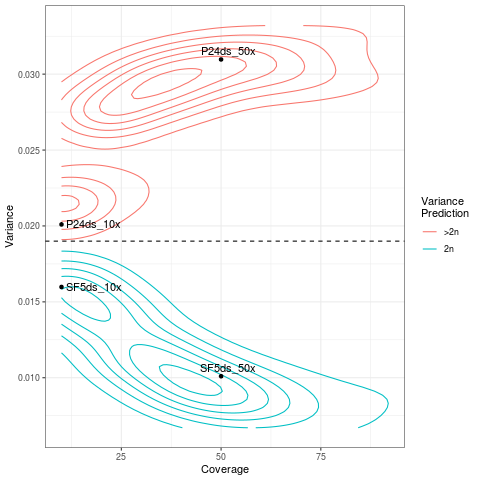 P24ds_50x
0.030
0.025
P24ds_10x
0.020
SF5ds_10x
0.015
SF5ds_50x
0.010
25
50
75
Coverage
Variance
Variance
Prediction
>2n
2n